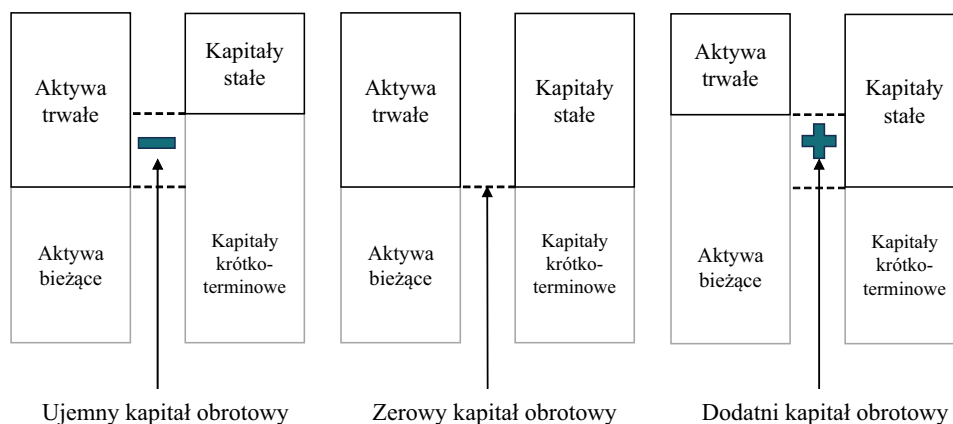 Aktywa
trwałe
Kapitały
stałe
Aktywa
bieżące
Kapitały
krótko-
terminowe
Ujemny kapitał obrotowy
Aktywa
trwałe
Kapitały
stałe
Aktywa
bieżące
Kapitały
krótko-
terminowe
Zerowy kapitał obrotowy
Aktywa
trwałe
Kapitały
stałe
Aktywa
bieżące
Kapitały
krótko-
terminowe
Dodatni kapitał obrotowy